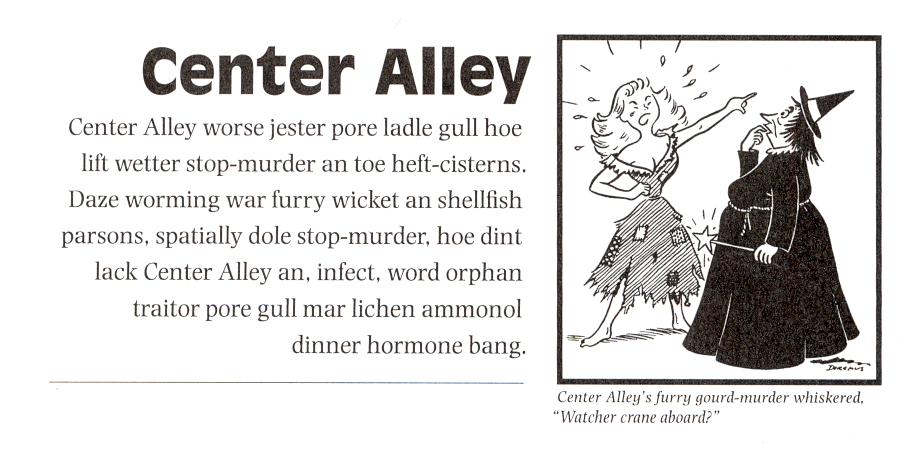 Center Alley
Center Alley worse jester pore ladle gull hoe
lift wetter stop-murder an toe heft-cisterns.
Daze worming war furry wicket an shellfish
parsons, spatially dole stop-murder, hoe dint
lack Center Alley an, infect, word orphan
traitor pore gull mar lichen ammonol
dinner hormone bang.
DOREMUS
Center Alley's furry gourd-murder whiskered,
“Watcher crane aboard?”